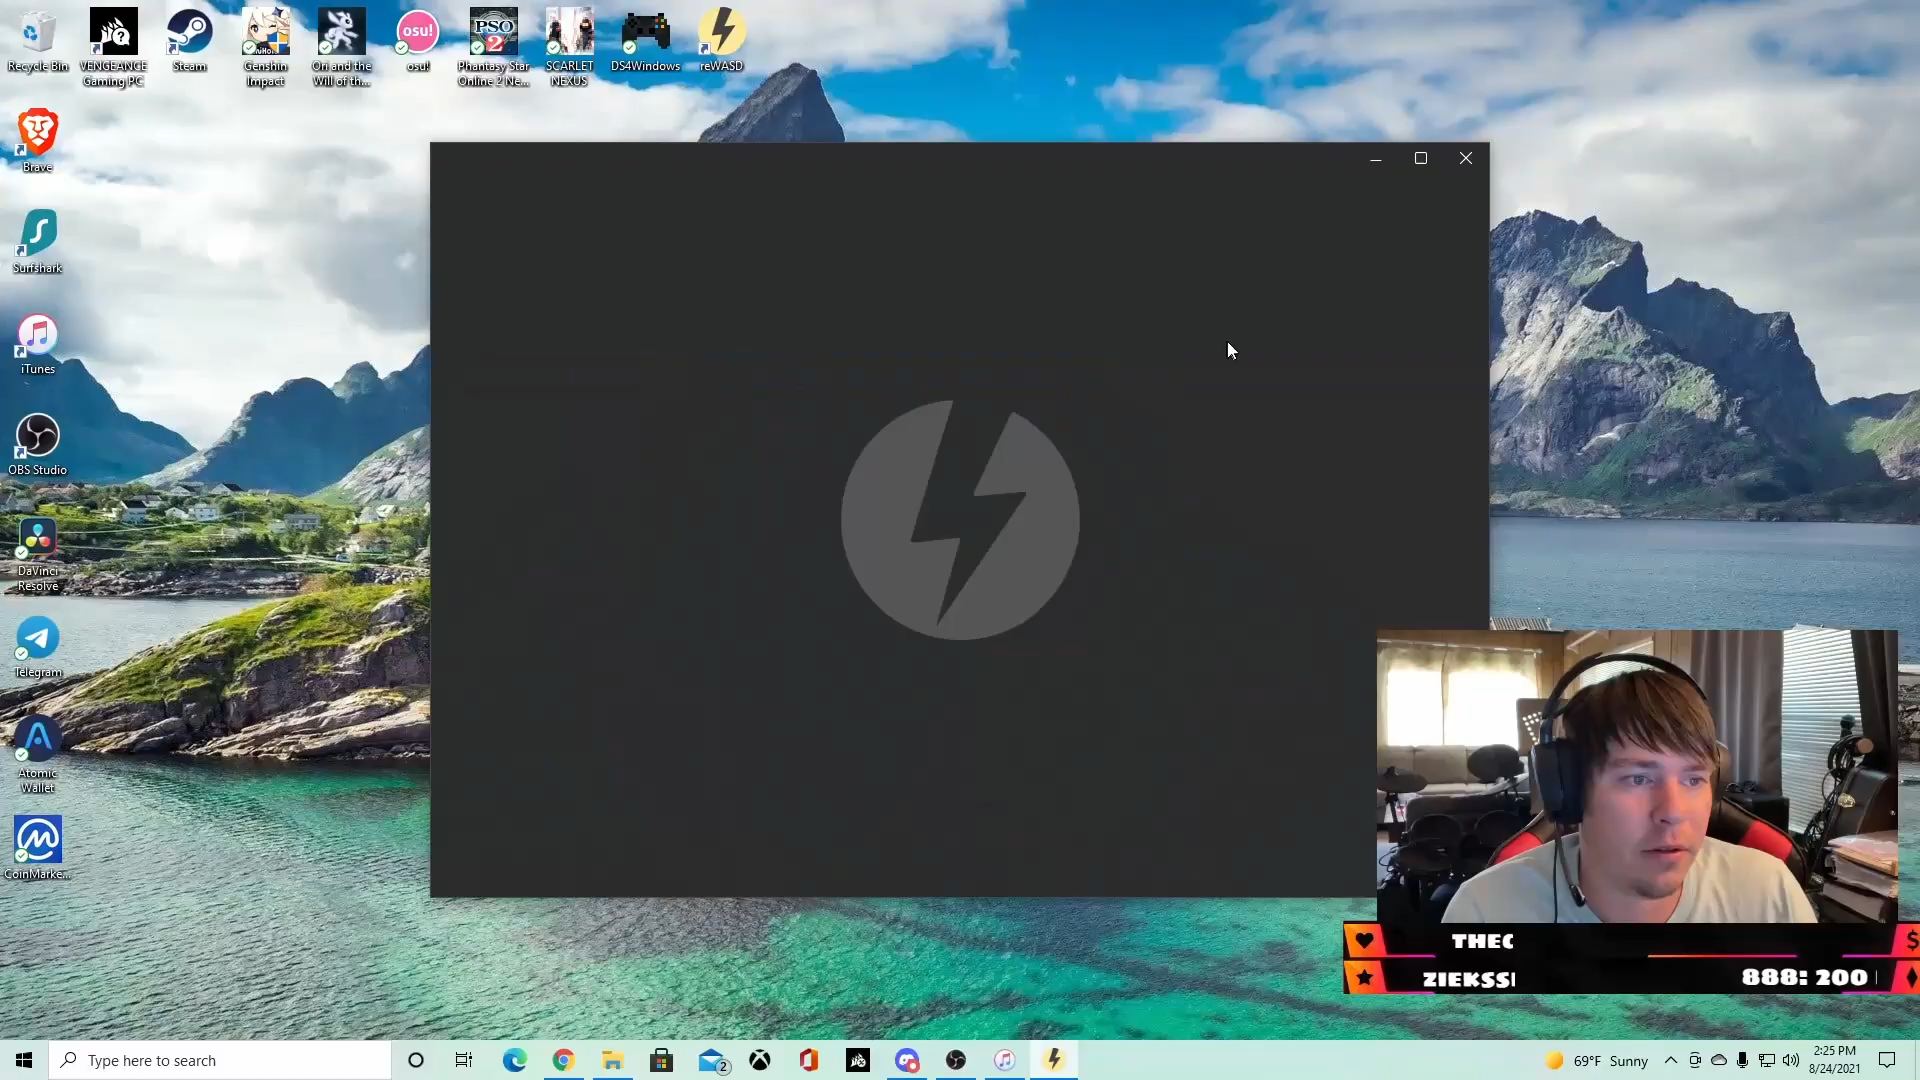 Recycle Bin
VENGEANCE
Gaming PC
Steam
Genshin
Impact
Ori and the
Will of th...
osu!
osu!
PSO
2
Phantasy Star
Online 2 Ne...
SCARLET
NEXUS
DS4Windows
reWASD
Brave
Surfshark
iTunes
OBS Studio
DaVinci
Resolve
Telegram
Atomic
Wallet
CoinMarke...
THEC
ZIEKSS
888: 200
$
Type here to search
2
69°F Sunny
2:25 PM
8/24/2021